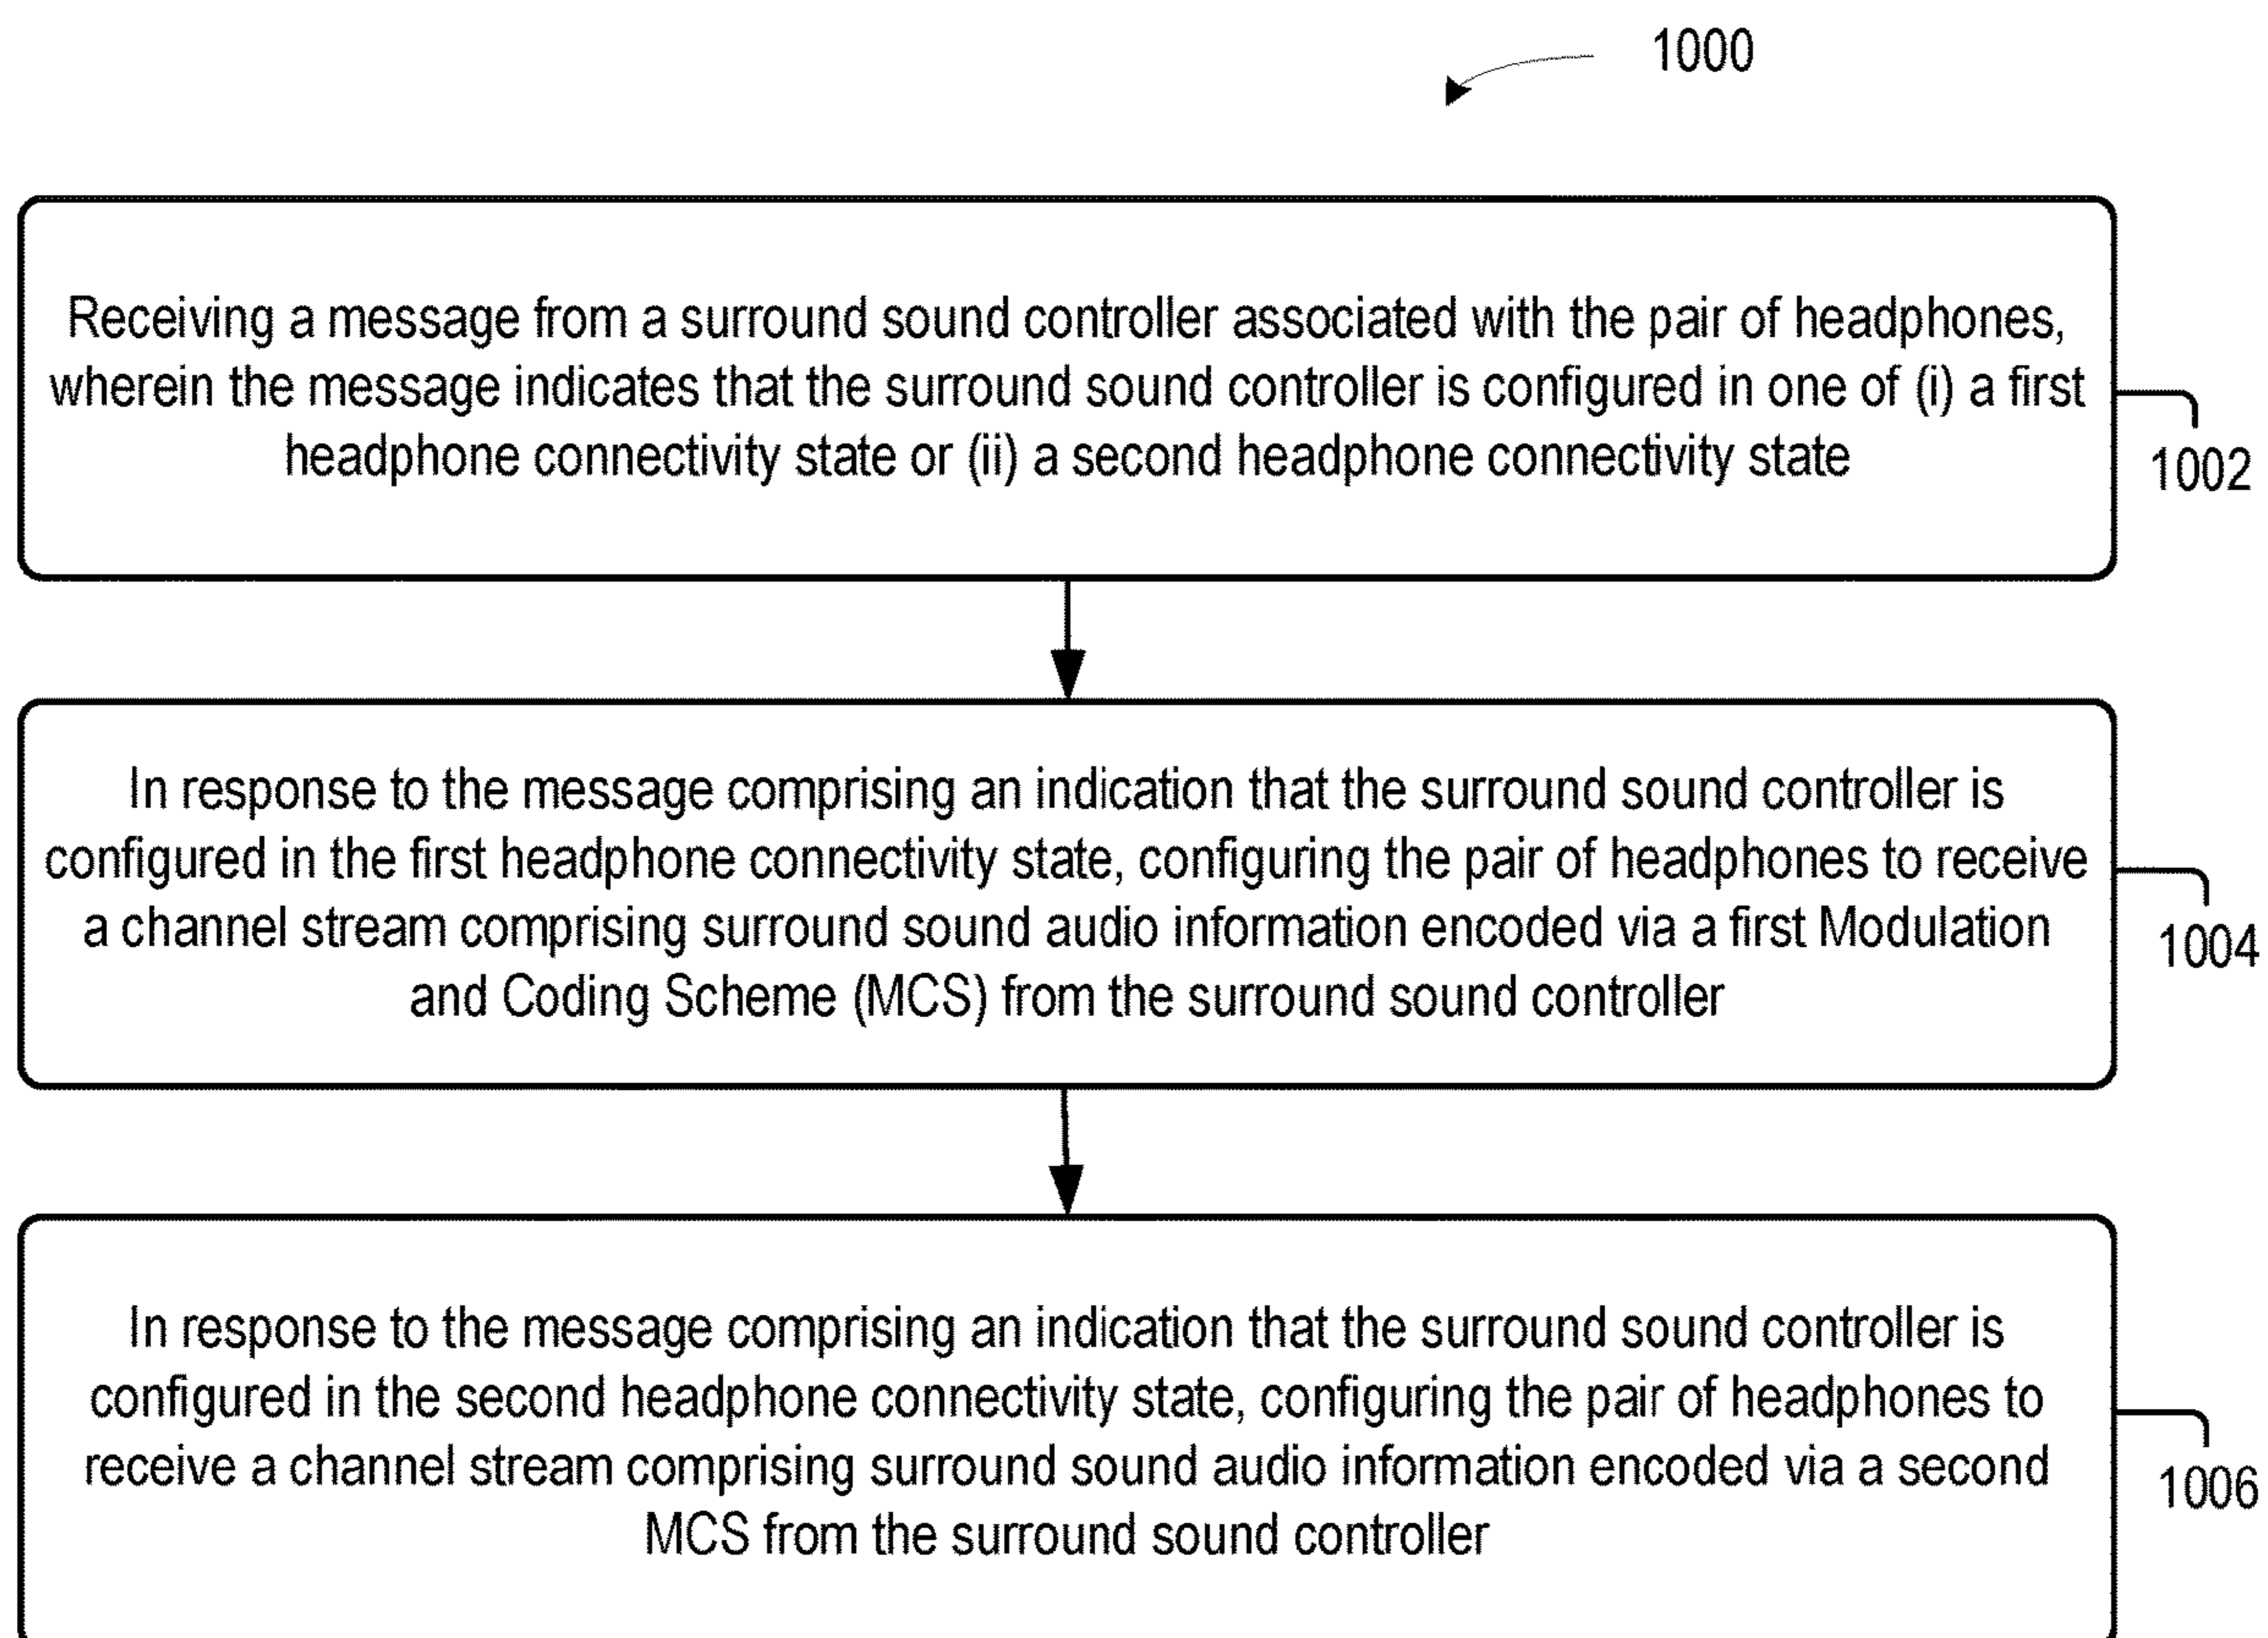 1000
Receiving a message from a surround sound controller associated with the pair of headphones,
wherein the message indicates that the surround sound controller is configured in one of (i) a first
headphone connectivity state or (ii) a second headphone connectivity state
1002
In response to the message comprising an indication that the surround sound controller is
configured in the first headphone connectivity state, configuring the pair of headphones to receive
a channel stream comprising surround sound audio information encoded via a first Modulation
and Coding Scheme (MCS) from the surround sound controller
1004
In response to the message comprising an indication that the surround sound controller is
configured in the second headphone connectivity state, configuring the pair of headphones to
receive a channel stream comprising surround sound audio information encoded via a second
MCS from the surround sound controller
1006